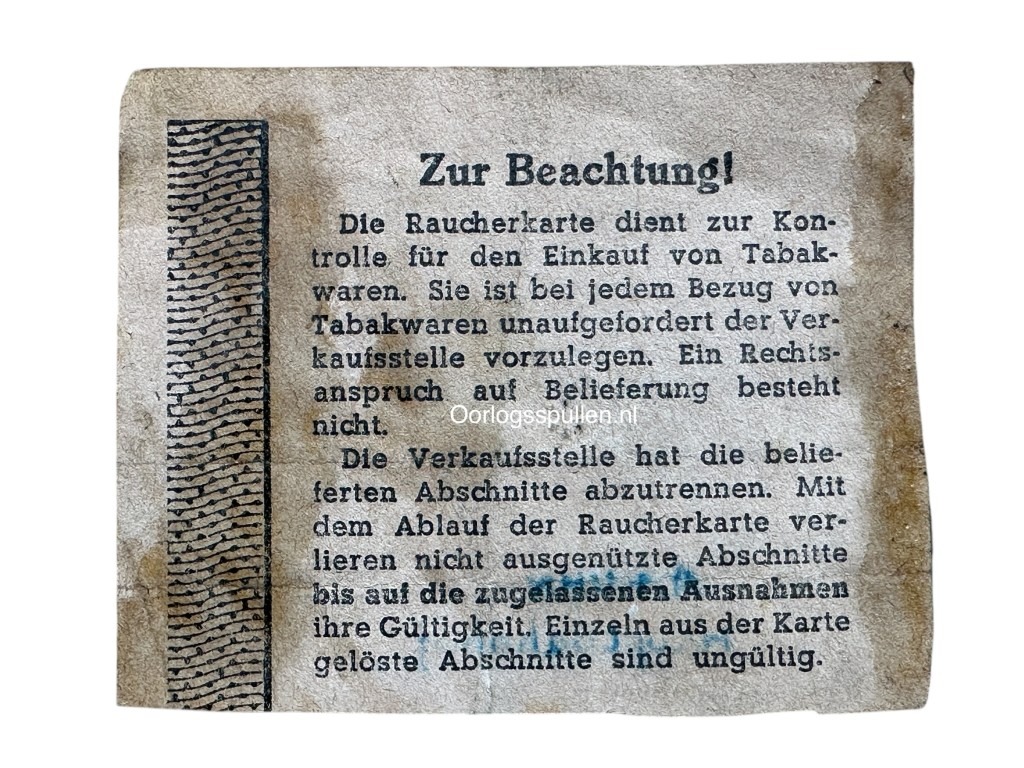 Zur Beachtung!
Die Raucherkarte dient zur Kon-
trolle für den Einkauf von Tabak-
waren. Sie ist bei jedem Bezug von
Tabakwaren unaufgefordert der Ver-
kaufsstelle vorzulegen. Ein Rechts-
anspruch auf Belieferung besteht
nicht.
Oorlogsspullen.nl
Die Verkaufsstelle hat die belie-
ferten Abschnitte abzutrennen. Mit
dem Ablauf der Raucherkarte ver-
lieren nicht ausgenützte Abschnitte
bis auf die zugelassenen Ausnahmen
ihre Gültigkeit. Einzeln aus der Karte
gelöste Abschnitte sind ungültig.